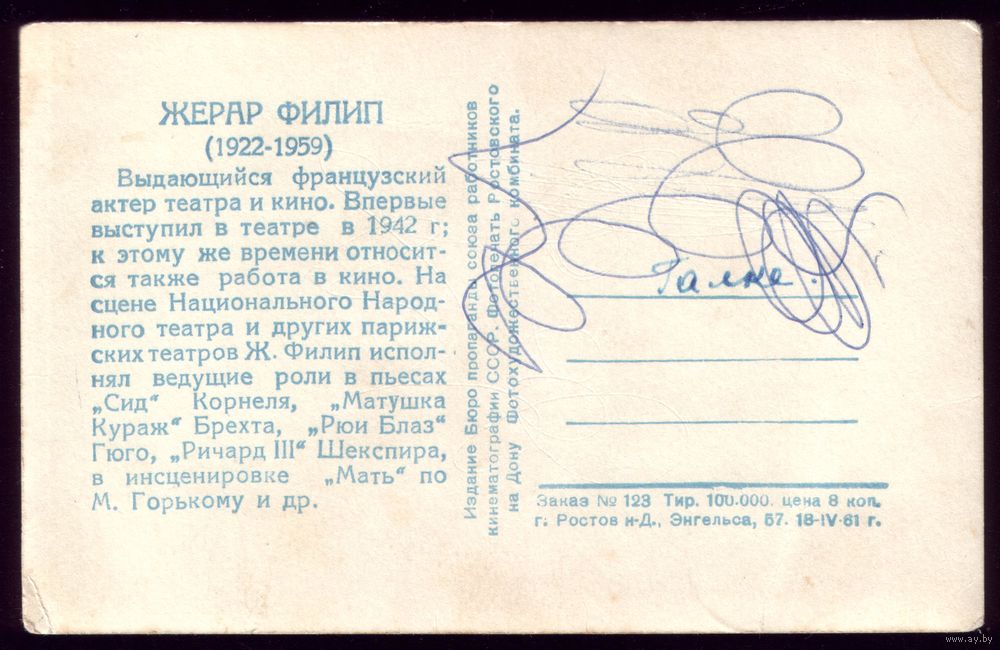 ЖЕРАР ФИЛИП
(1922-1959)
Выдающийся французский
актер театра и кино. Впервые
выступил в театре в 1942 г;
к этому же времени относит-
ся также работа в кино. На
сцене Национального Народ-
ного театра и других париж-
ских театров Ж. Филип испол-
нял ведущие роли в пьесах
„Сид“ Корнеля, „Матушка
Кураж“ Брехта, „Рюи Блаз“
Гюго, „Ричард III“ Шекспира,
в инсценировке „Мать“ по
М. Горькому и др.
Издание Бюро пропаганды союза работников
кинематографии СССР. Фотопечать Ростовского
на Дону Фотохудожественного комбината.
Галке.
Заказ № 123 Тир. 100.000. цена 8 коп.
г. Ростов н-Д., Энгельса, 57. 18-IV-61 г.
www.ay.by